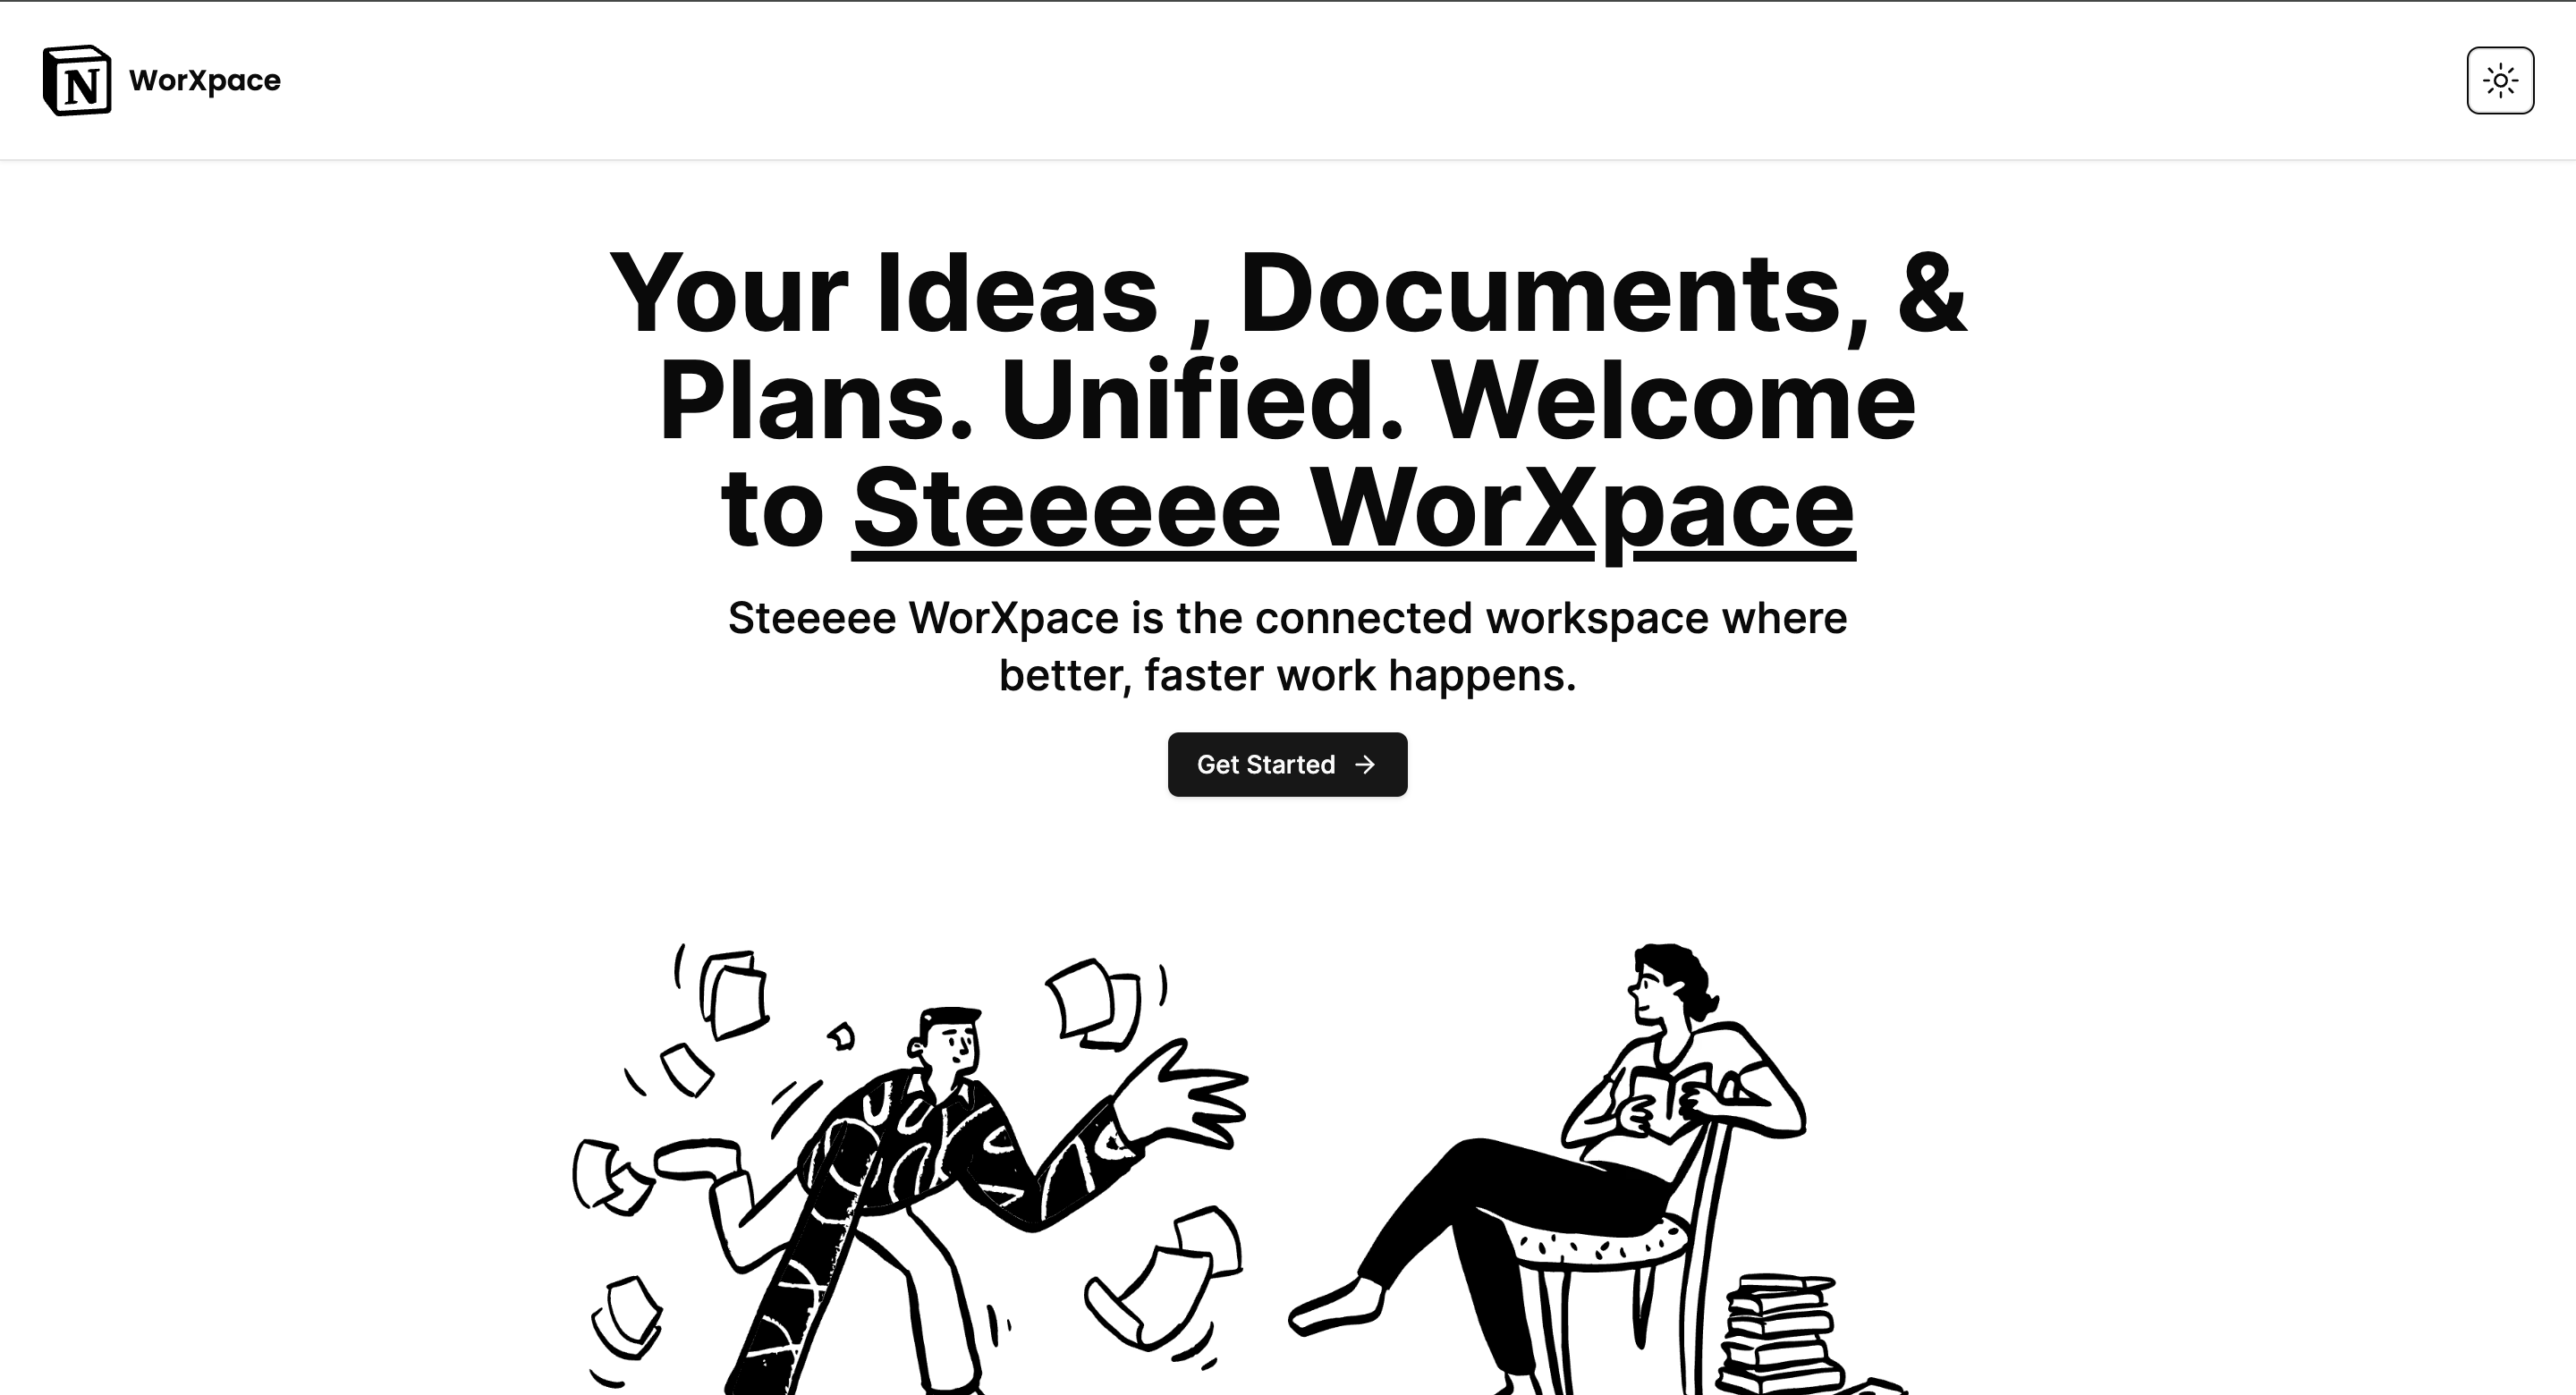 N WorXpace
Your Ideas , Documents, &
Plans. Unified. Welcome
to Steeeee WorXpace
Steeeee WorXpace is the connected workspace where
better, faster work happens.
Get Started →